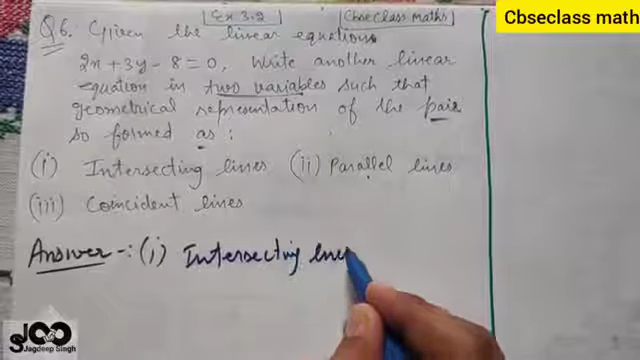 Ex 3.2
Cbseclass maths
Cbseclass math
Q6. Given the linear equations
2x + 3y - 8 = 0, Write another linear
equation in two variables such that
geometrical representation of the pair
so formed as :
(i) Intersecting lines (ii) Parallel lines
(iii) Coincident lines
Answer -: (i) Intersecting lines
SJOO
Jagdeep Singh